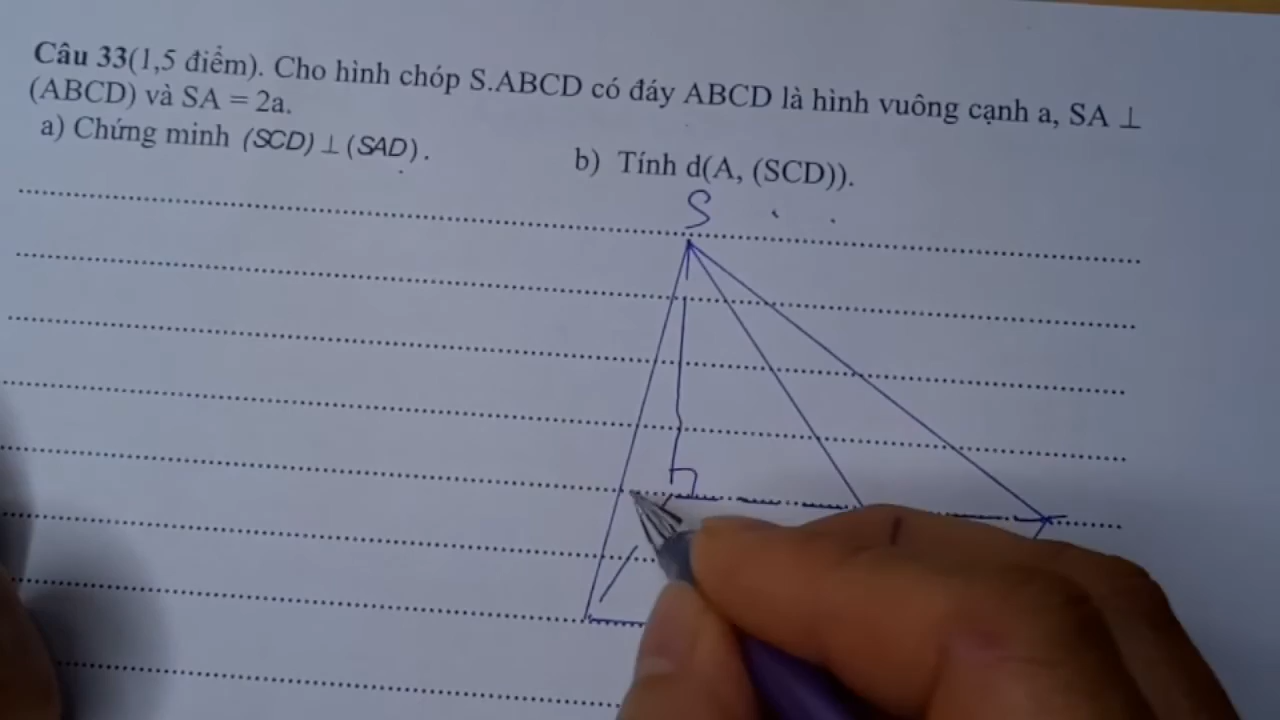 Câu 33(1,5 điểm). Cho hình chóp S.ABCD có đáy ABCD là hình vuông cạnh a, SA ⊥
(ABCD) và SA = 2a.
a) Chứng minh (SCD) ⊥ (SAD).
b) Tính d(A, (SCD)).
S